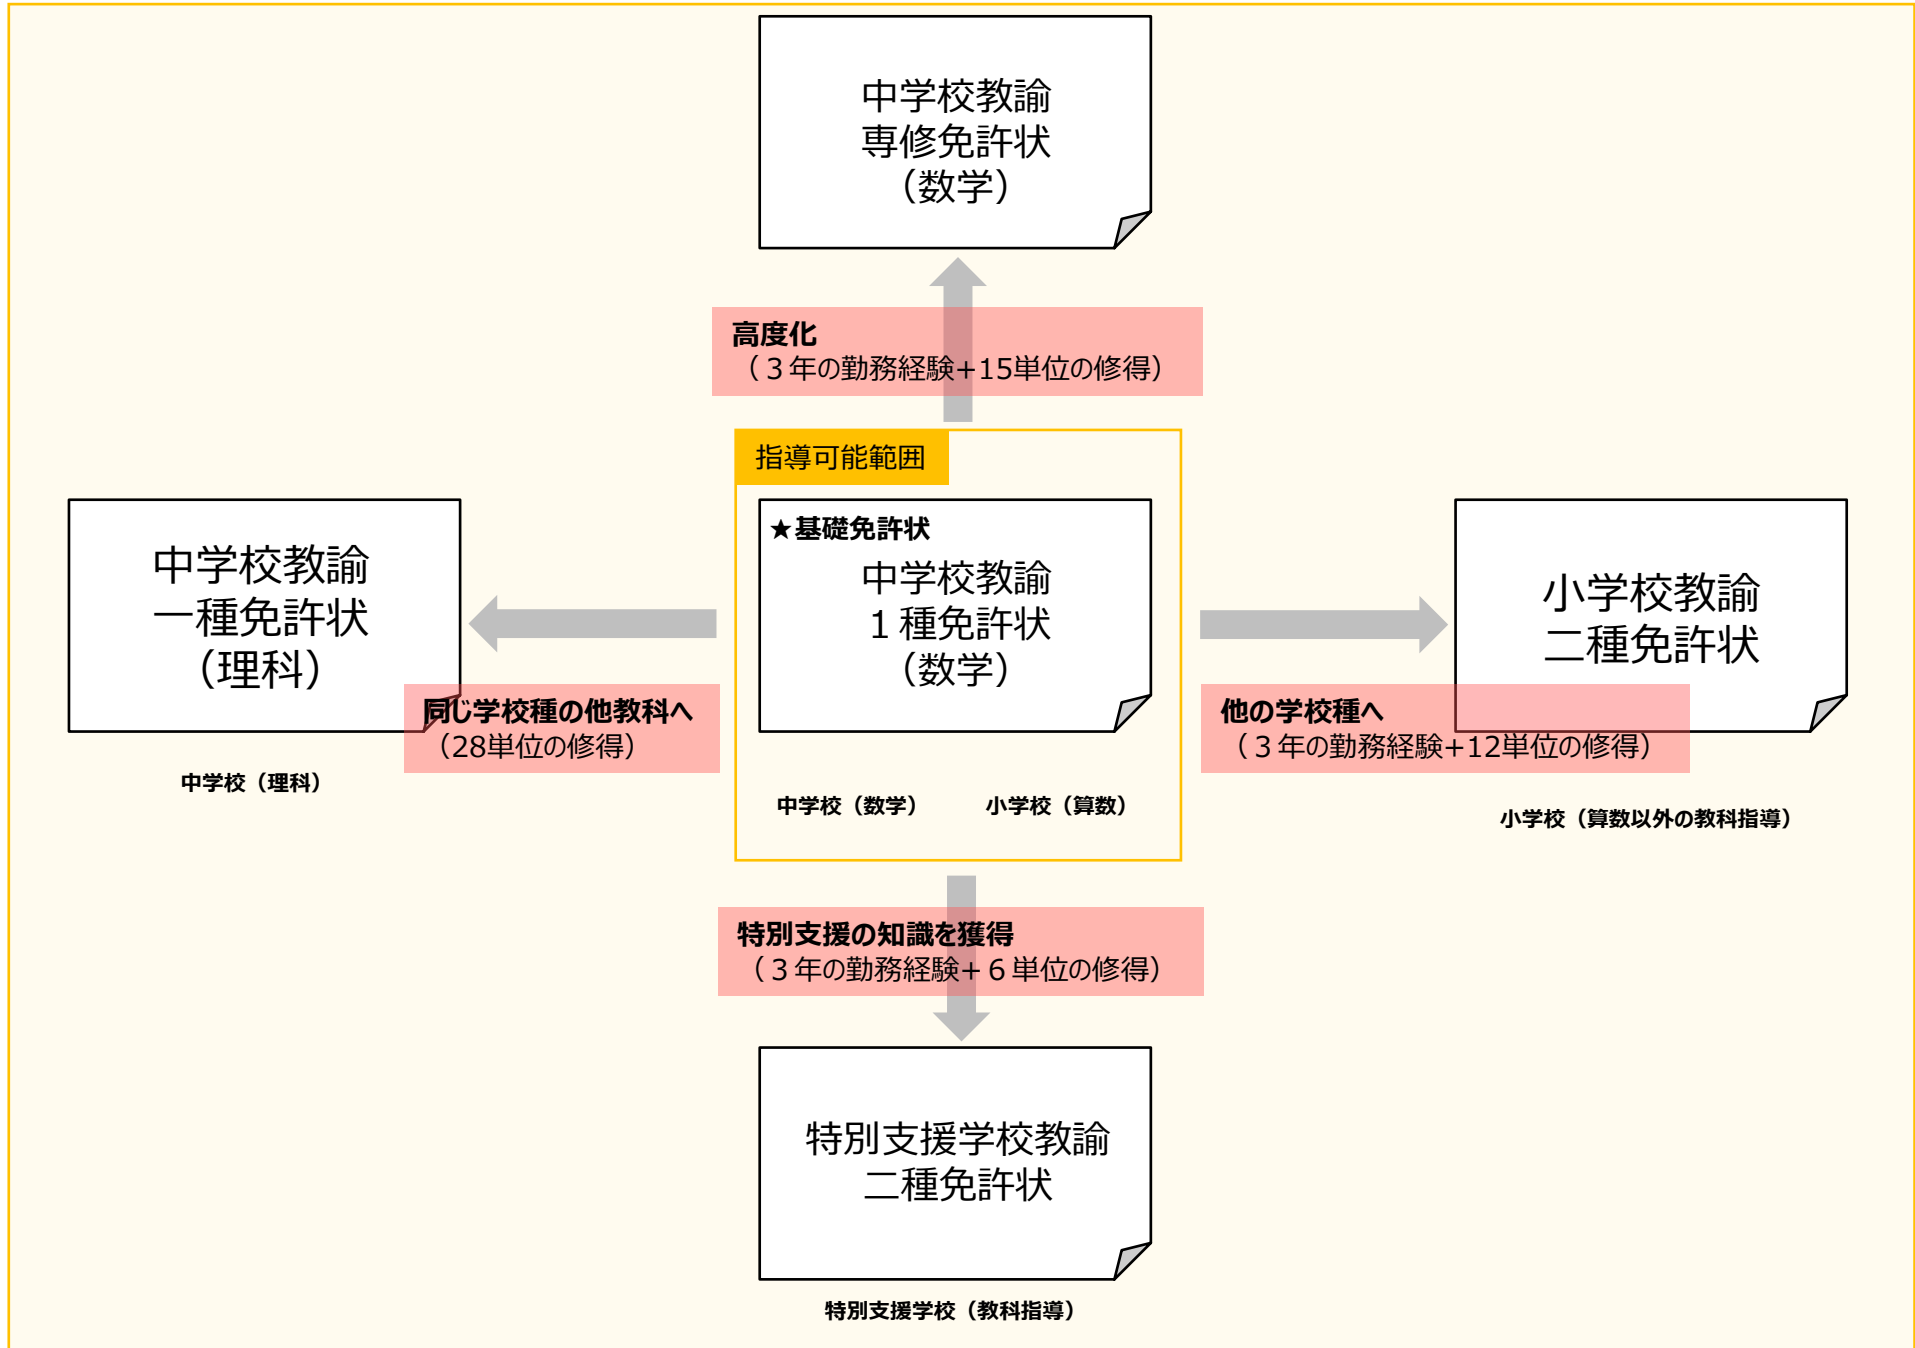 中学校教諭
専修免許状
（数学）
高度化
（３年の勤務経験+15単位の修得）
指導可能範囲
★基礎免許状
中学校教諭
１種免許状
（数学）
中学校（数学）
小学校（算数）
中学校教諭
一種免許状
（理科）
同じ学校種の他教科へ
（28単位の修得）
中学校（理科）
小学校教諭
二種免許状
他の学校種へ
（３年の勤務経験+12単位の修得）
小学校（算数以外の教科指導）
特別支援の知識を獲得
（３年の勤務経験+６単位の修得）
特別支援学校教諭
二種免許状
特別支援学校（教科指導）